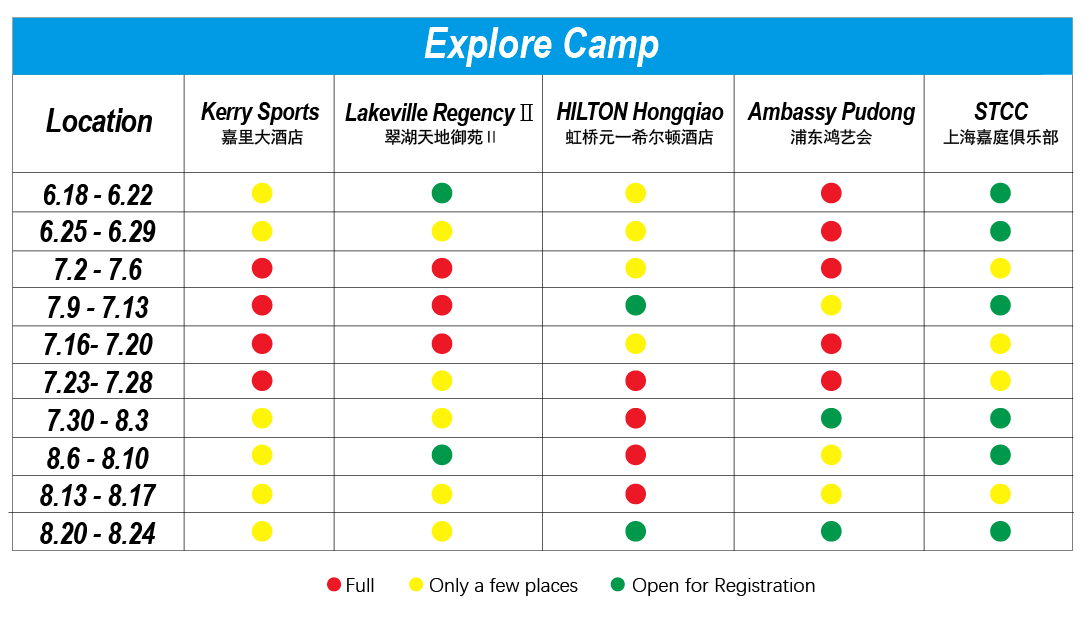 Explore Camp
Location
Kerry Sports
嘉里大酒店
Lakeville Regency Ⅱ
翠湖天地御苑Ⅱ
HILTON Hongqiao
虹桥元一希尔顿酒店
Ambassy Pudong
浦东鸿艺会
STCC
上海嘉庭俱乐部
6.18 - 6.22
6.25 - 6.29
7.2 - 7.6
7.9 - 7.13
7.16- 7.20
7.23- 7.28
7.30 - 8.3
8.6 - 8.10
8.13 - 8.17
8.20 - 8.24
Full Only a few places Open for Registration